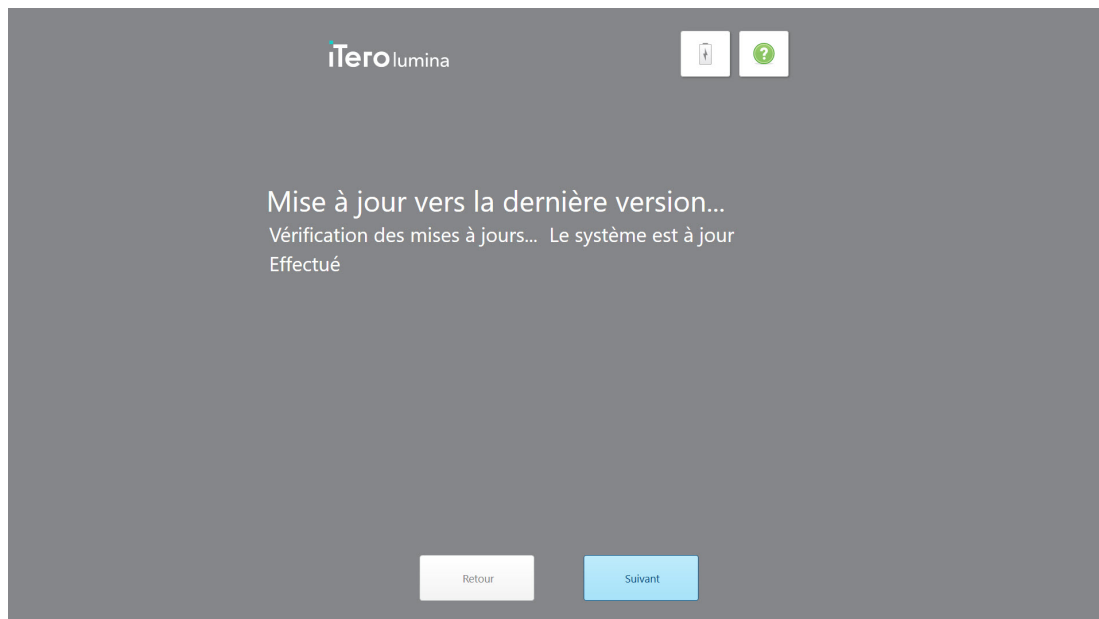 iTero lumina
?
Mise à jour vers la dernière version...
Vérification des mises à jours... Le système est à jour
Effectué
Retour
Suivant